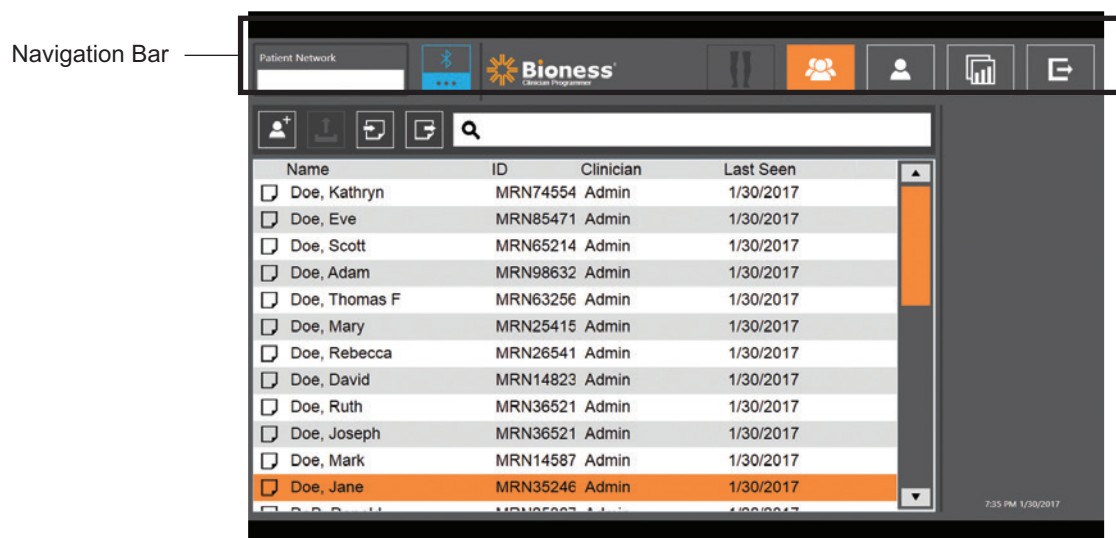 Navigation Bar
Patient Network
Bioness
Clinician Programmer
Name ID Clinician Last Seen
Doe, Kathryn MRN74554 Admin 1/30/2017
Doe, Eve MRN85471 Admin 1/30/2017
Doe, Scott MRN65214 Admin 1/30/2017
Doe, Adam MRN98632 Admin 1/30/2017
Doe, Thomas F MRN63256 Admin 1/30/2017
Doe, Mary MRN25415 Admin 1/30/2017
Doe, Rebecca MRN26541 Admin 1/30/2017
Doe, David MRN14823 Admin 1/30/2017
Doe, Ruth MRN36521 Admin 1/30/2017
Doe, Joseph MRN36521 Admin 1/30/2017
Doe, Mark MRN14587 Admin 1/30/2017
Doe, Jane MRN35246 Admin 1/30/2017
7:35 PM 1/30/2017